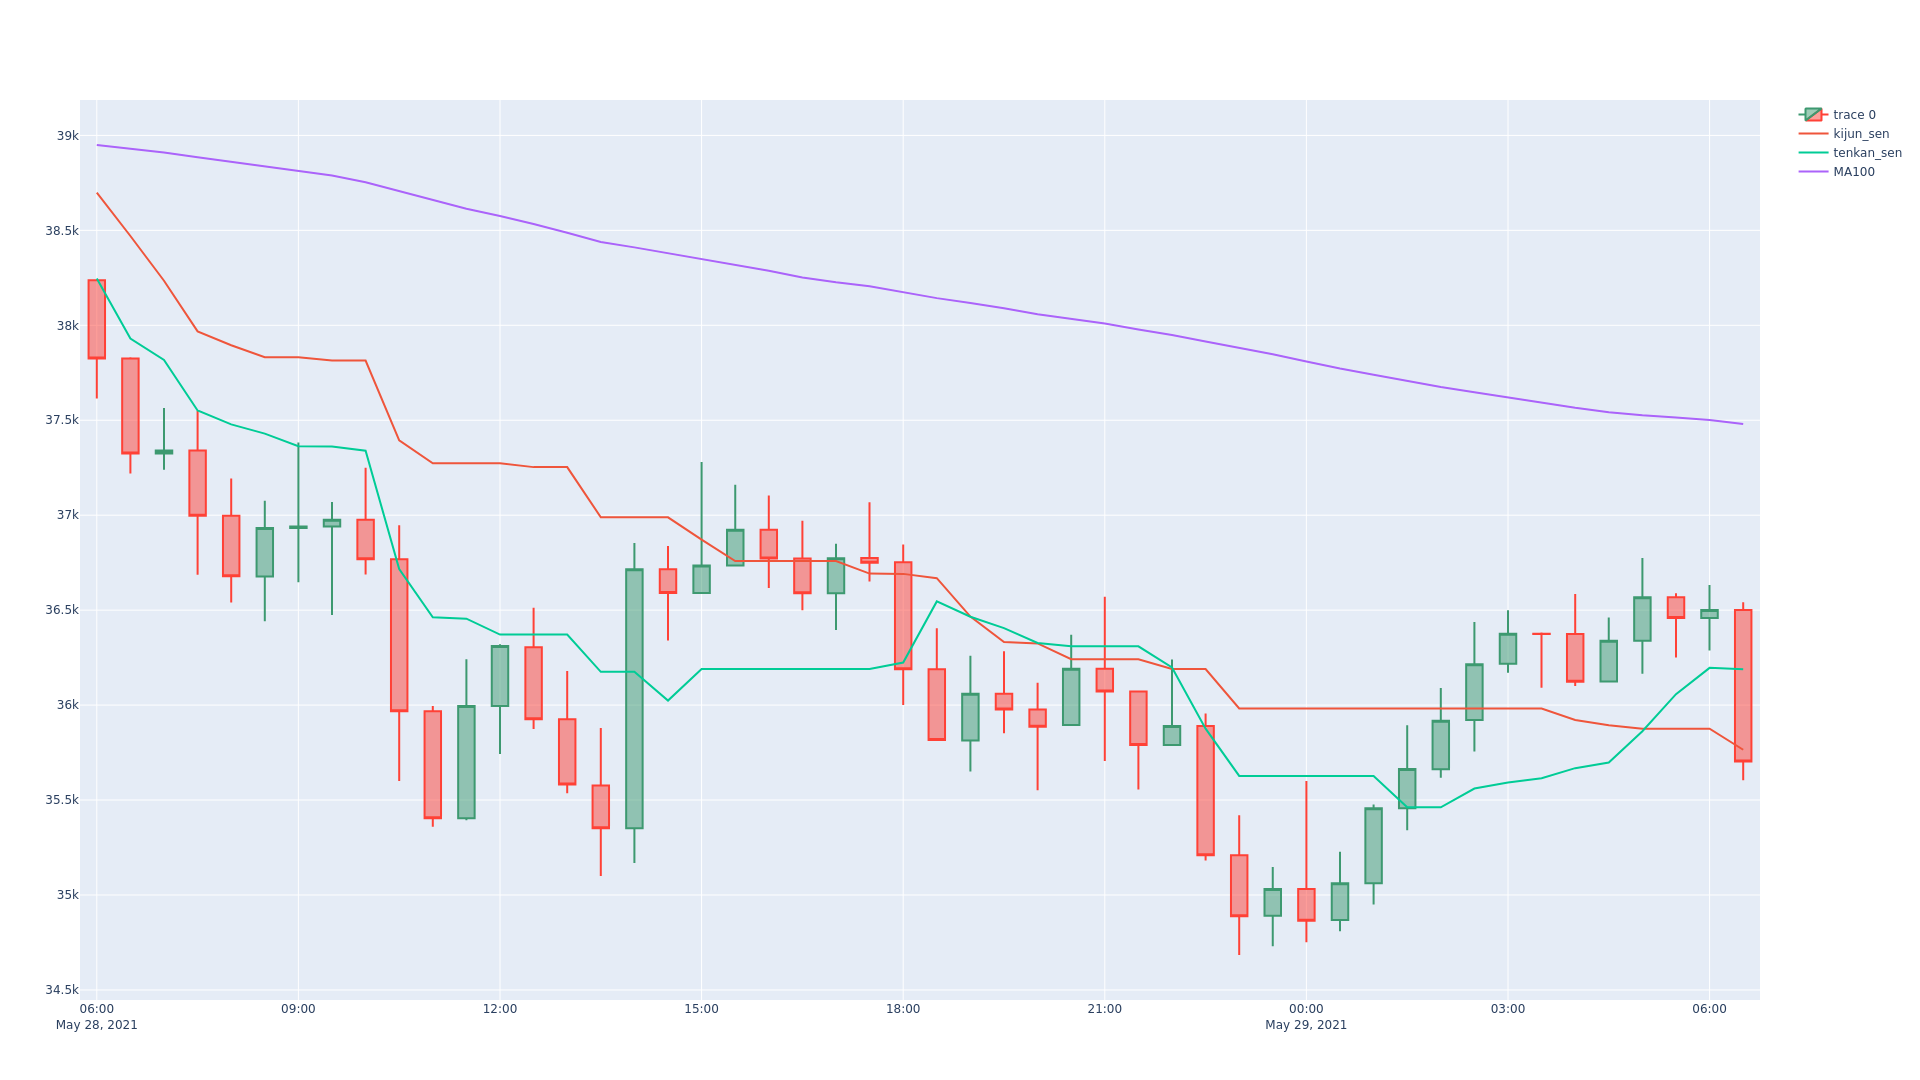 trace 0
kijun_sen
tenkan_sen
MA100
39k
38.5k
38k
37.5k
37k
36.5k
36k
35.5k
35k
34.5k
06:00 09:00 12:00 15:00 18:00 21:00 00:00 03:00 06:00
May 28, 2021 May 29, 2021